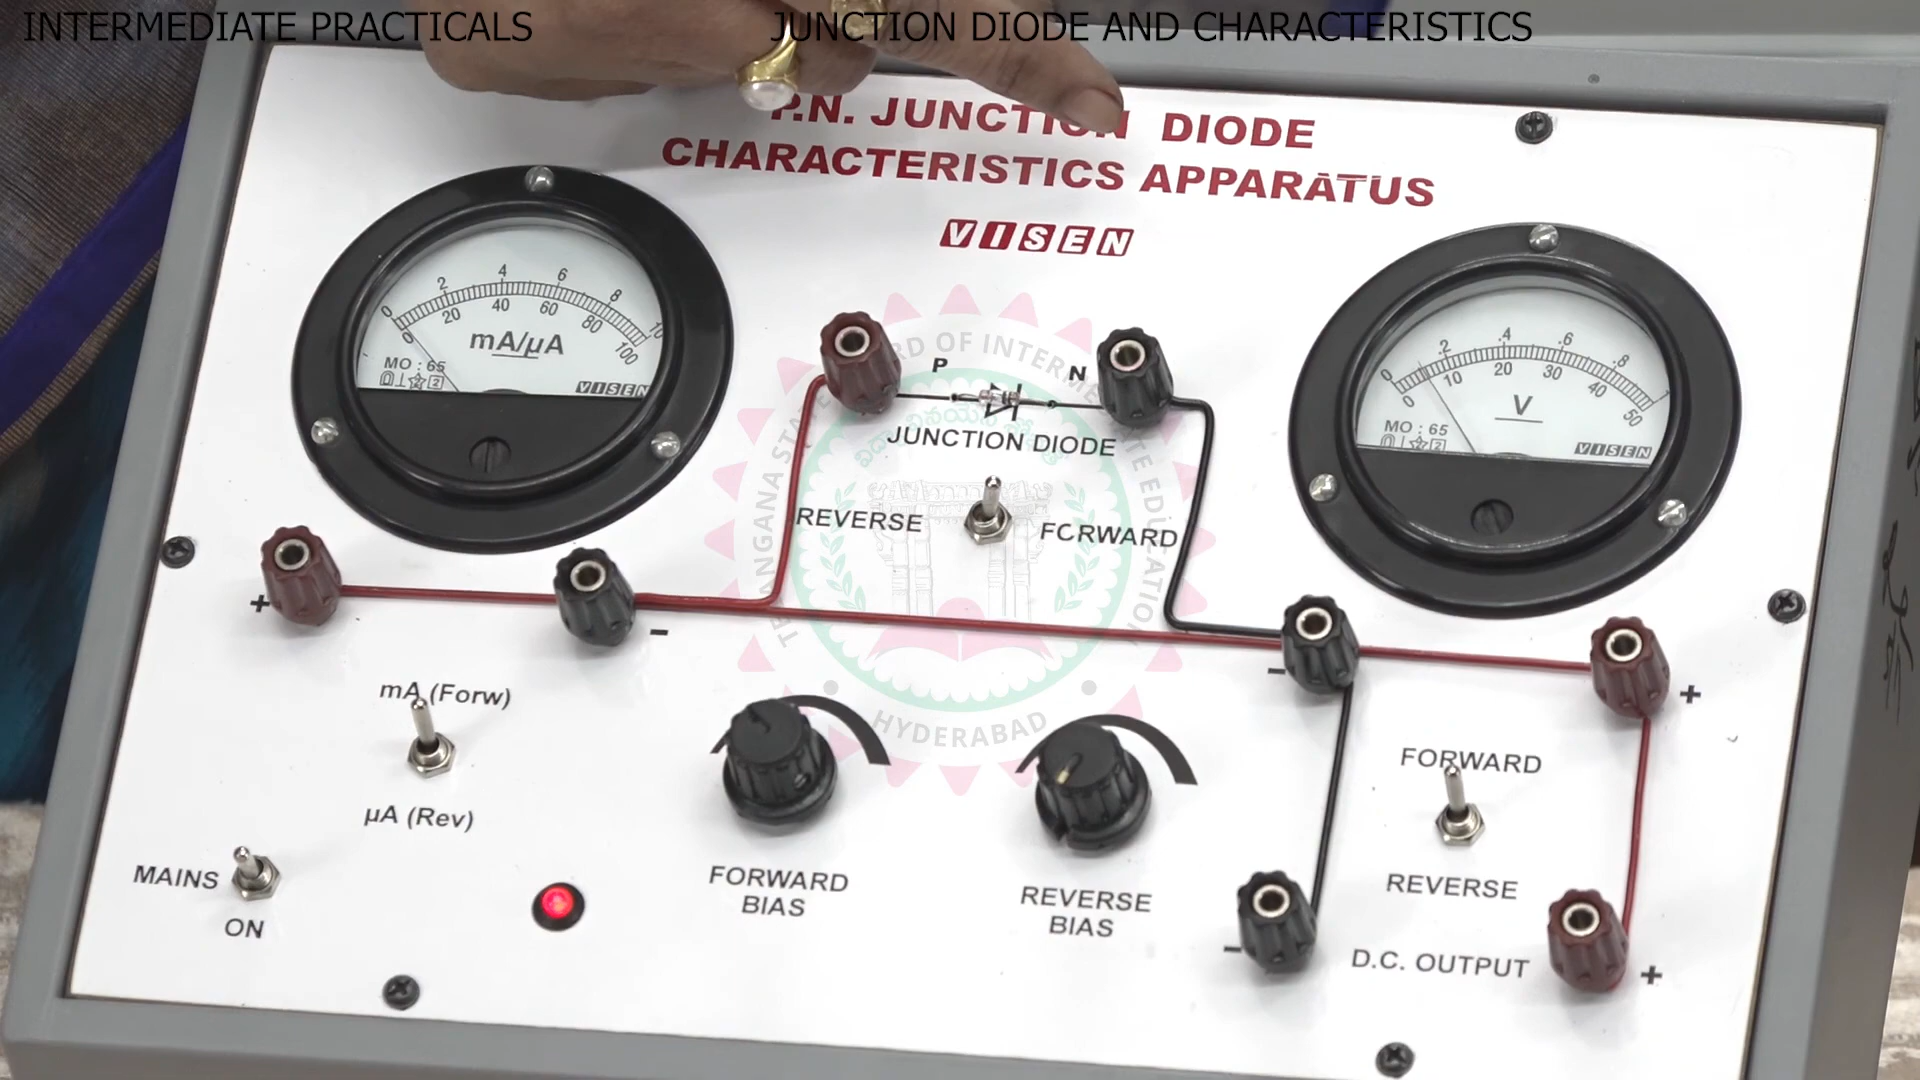 INTERMEDIATE PRACTICALS
JUNCTION DIODE AND CHARACTERISTICS
P.N. JUNCTION DIODE
CHARACTERISTICS APPARATUS
VISEN
0 2 4 6 8 10
0 20 40 60 80 100
mA/µA
MO : 65
VISEN
0 .2 .4 .6 .8
0 10 20 30 40 50
V
MO : 65
VISEN
P N
JUNCTION DIODE
REVERSE
FORWARD
+
-
-
+
mA (Forw)
µA (Rev)
MAINS
ON
FORWARD
BIAS
REVERSE
BIAS
FORWARD
REVERSE
-
D.C. OUTPUT
+
HYDERABAD